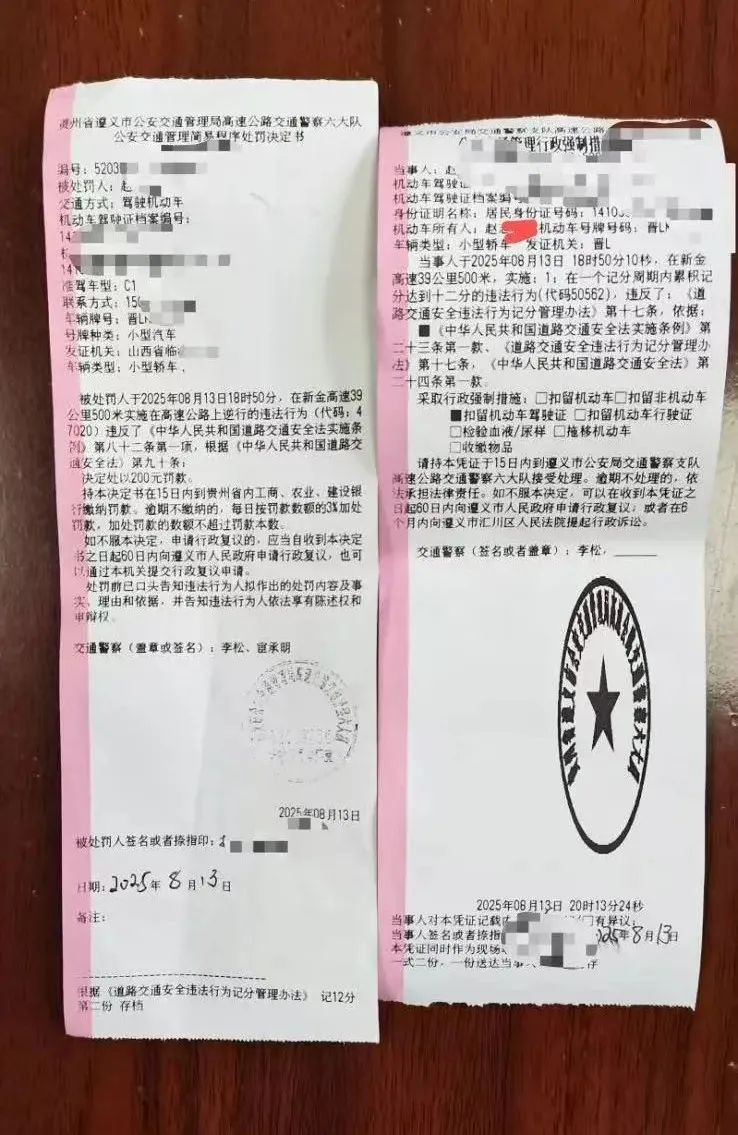 贵州省遵义市公安交通管理局高速公路交通警察六大队
公安交通管理简易程序处罚决定书
编号：5203
被处罚人：赵
交通方式：驾驶机动车
机动车驾驶证档案编号：
14
机
1410
准驾车型：C1
联系方式：150
车辆牌号：晋LN
号牌种类：小型汽车
发证机关：山西省临
车辆类型：小型轿车、
被处罚人于2025年08月13日18时50分，在新金高速39
公里500米实施在高速公路上逆行的违法行为（代码：4
7020）违反了《中华人民共和国道路交通安全法实施条
例》第八十二条第一项，根据《中华人民共和国道路交
通安全法》第九十条：
决定处以200元罚款。
持本决定书在15日内到贵州省内工商、农业、建设银
行缴纳罚款。逾期不缴纳的，每日按罚款数额的3%加处
罚款，加处罚款的数额不超过罚款本数。
如不服本决定，申请行政复议的，应当自收到本决定
书之日起60日内向遵义市人民政府申请行政复议，也可
以通过本机关提交行政复议申请。
处罚前已口头告知违法行为人拟作出的处罚内容及事
实、理由和依据，并告知违法行为人依法享有陈述权和
申辩权。
交通警察（盖章或签名）：李松、宦承明
2025年08月13日
被处罚人签名或者捺指印：
日期：2025年8月13日
备注：
根据《道路交通安全违法行为记分管理办法》 记12分
第二份 存档
遵义市公安局交通警察支队高速公路
管理行政强制措
当事人：赵
机动车驾驶证
机动车驾驶证档案编号
身份证明名称：居民身份证号码：14103
机动车所有人：赵 机动车号牌号码：晋LN
车辆类型：小型轿车 发证机关：晋L
当事人于2025年08月13日 18时50分10秒，在新金
高速39公里500米，实施：1：在一个记分周期内累积记
分达到十二分的违法行为(代码50562)，违反了：《道
路交通安全违法行为记分管理办法》第十七条，依据：
■《中华人民共和国道路交通安全法实施条例》第
二十三条第一款、《道路交通安全违法行为记分管理办
法》第十七条，《中华人民共和国道路交通安全法》第
二十四条第一款。
采取行政强制措施：□扣留机动车□扣留非机动车
■扣留机动车驾驶证 □扣留机动车行驶证
□检验血液/尿样 □拖移机动车
□收缴物品
请持本凭证于15日内到遵义市公安局交通警察支队
高速公路交通警察六大队接受处理。逾期不处理的，依
法承担法律责任。如不服本决定，可以在收到本凭证之
日起60日内向遵义市人民政府申请行政复议；或者在6
个月内向遵义市汇川区人民法院提起行政诉讼。
交通警察（签名或者盖章）：李松，
2025年08月13日 20时13分24秒
当事人对本凭证记载内 有异议：
当事人签名或者捺指 2025年8月13日
本凭证同时作为现场
一式二份，一份送达当事人 存